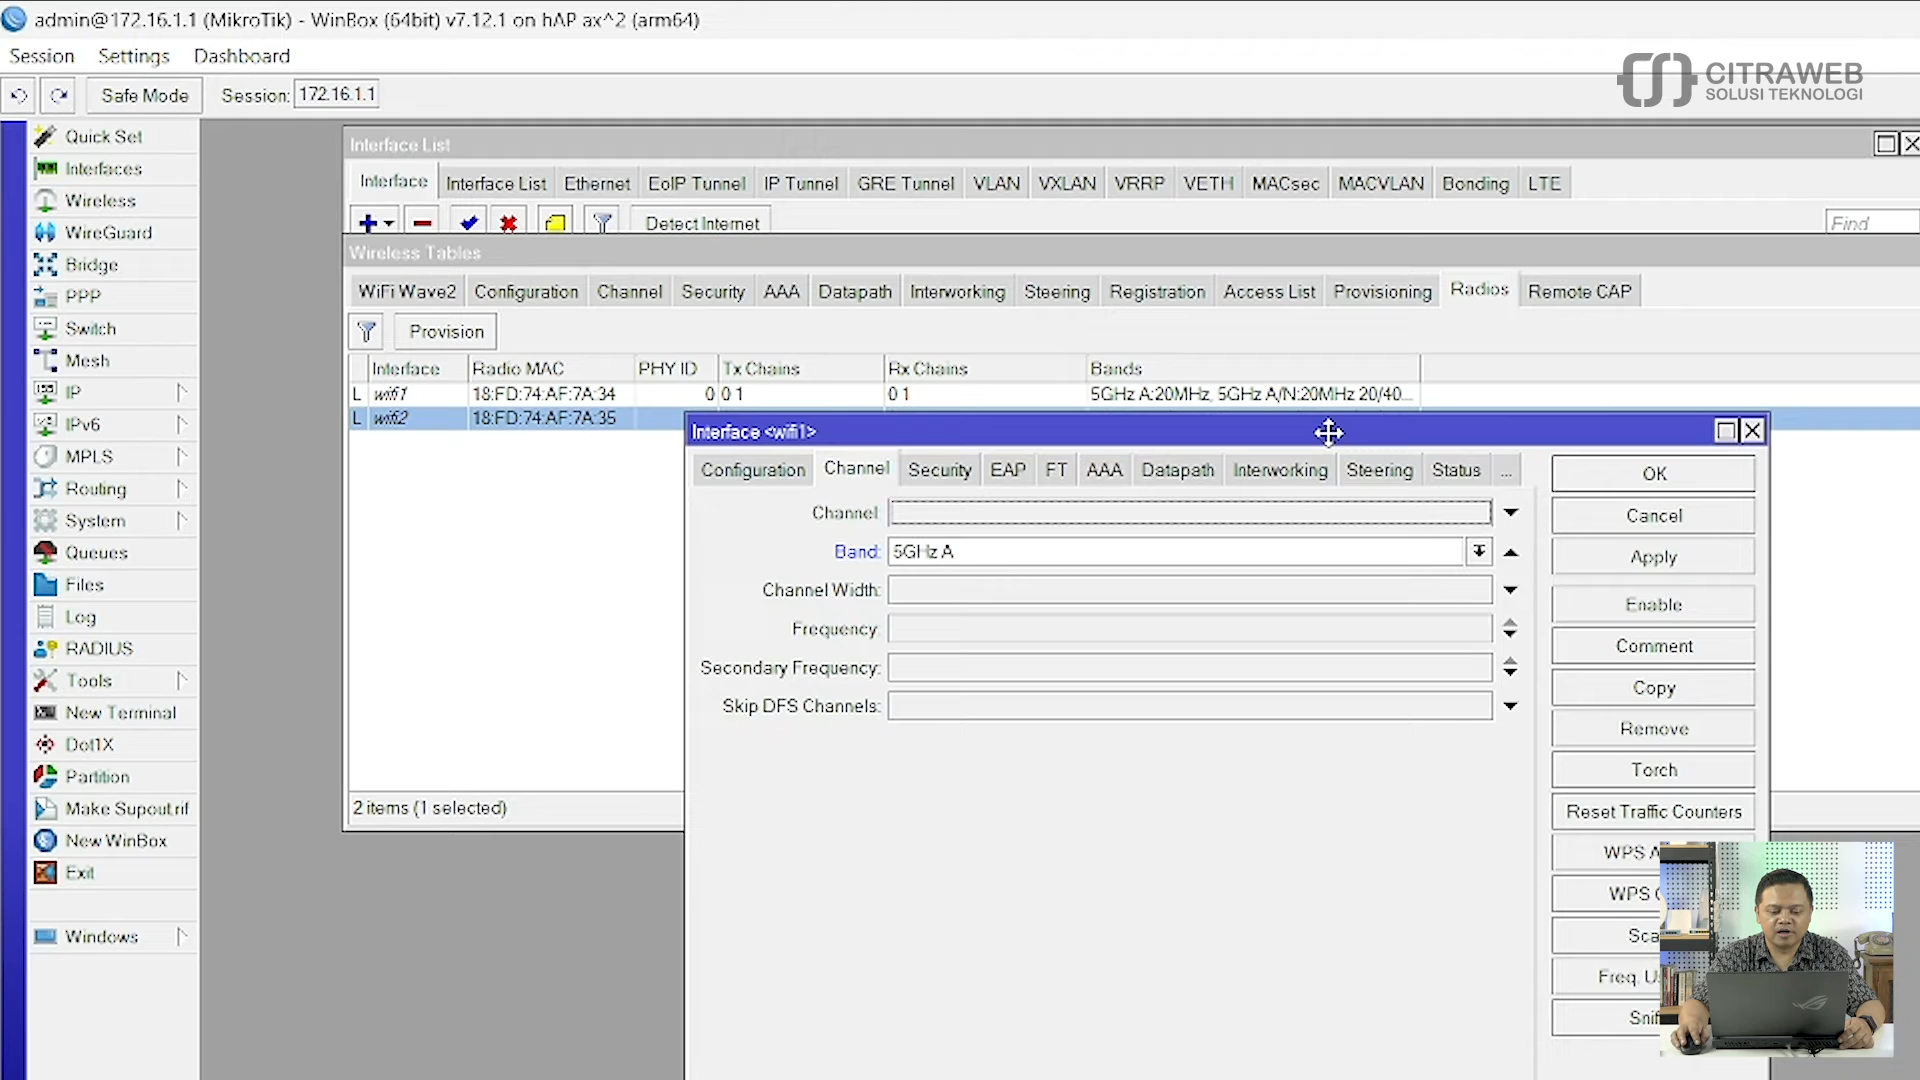 admin@172.16.1.1 (MikroTik) - WinBox (64bit) v7.12.1 on hAP ax^2 (arm64)
Session Settings Dashboard
CITRAWEB
SOLUSI TEKNOLOGI
Safe Mode Session: 172.16.1.1
Quick Set
Interfaces
Wireless
WireGuard
Bridge
PPP
Switch
Mesh
IP
IPv6
MPLS
Routing
System
Queues
Files
Log
RADIUS
Tools
New Terminal
Dot1X
Partition
Make Supout.rif
New WinBox
Exit
Windows
Interface List
Interface Interface List Ethernet EoIP Tunnel IP Tunnel GRE Tunnel VLAN VXLAN VRRP VETH MACsec MACVLAN Bonding LTE
Detect Internet Find
Wireless Tables
WiFi Wave2 Configuration Channel Security AAA Datapath Interworking Steering Registration Access List Provisioning Radios Remote CAP
Provision
Interface Radio MAC PHY ID Tx Chains Rx Chains Bands
L wifi1 18:FD:74:AF:7A:34 0 0 1 0 1 5GHz A:20MHz, 5GHz A/N:20MHz 20/40...
L wifi2 18:FD:74:AF:7A:35
2 items (1 selected)
Interface <wifi1>
Configuration Channel Security EAP FT AAA Datapath Interworking Steering Status ...
Channel:
Band: 5GHz A
Channel Width:
Frequency:
Secondary Frequency:
Skip DFS Channels:
OK
Cancel
Apply
Enable
Comment
Copy
Remove
Torch
Reset Traffic Counters
WPS
WPS
Freq.